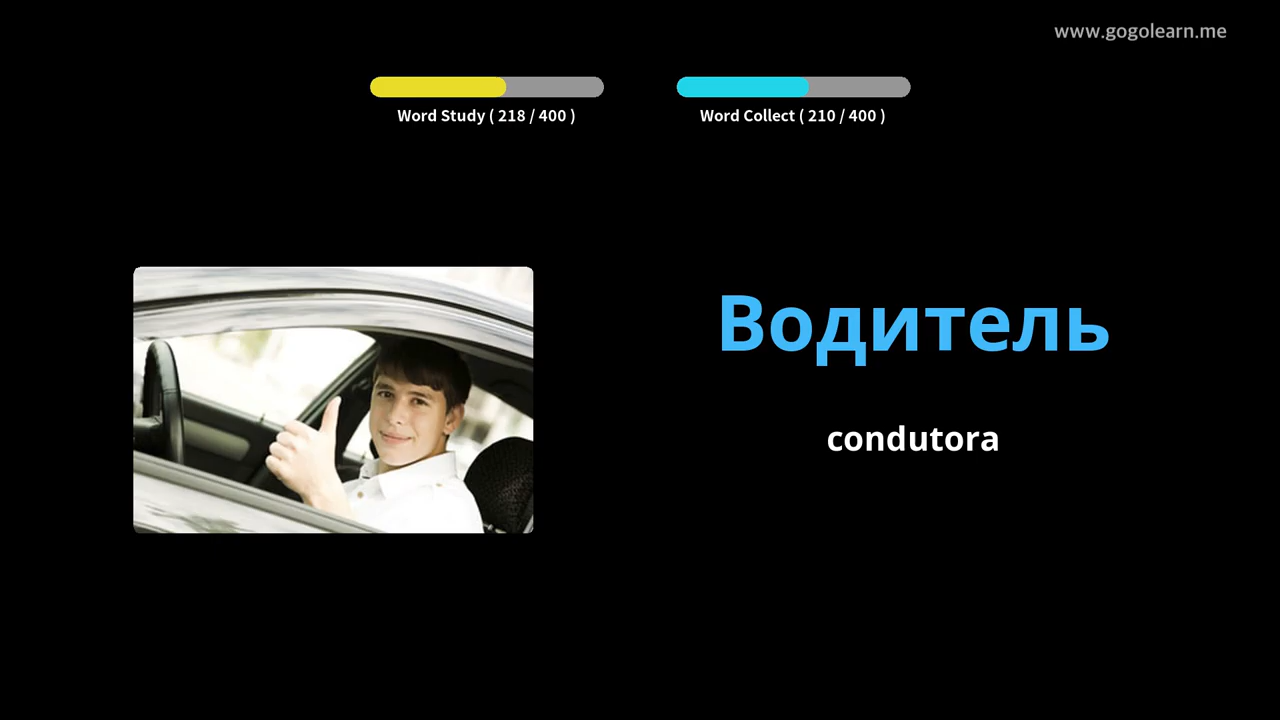 www.gogolearn.me
Word Study ( 218 / 400 )
Word Collect ( 210 / 400 )
Водитель
condutora